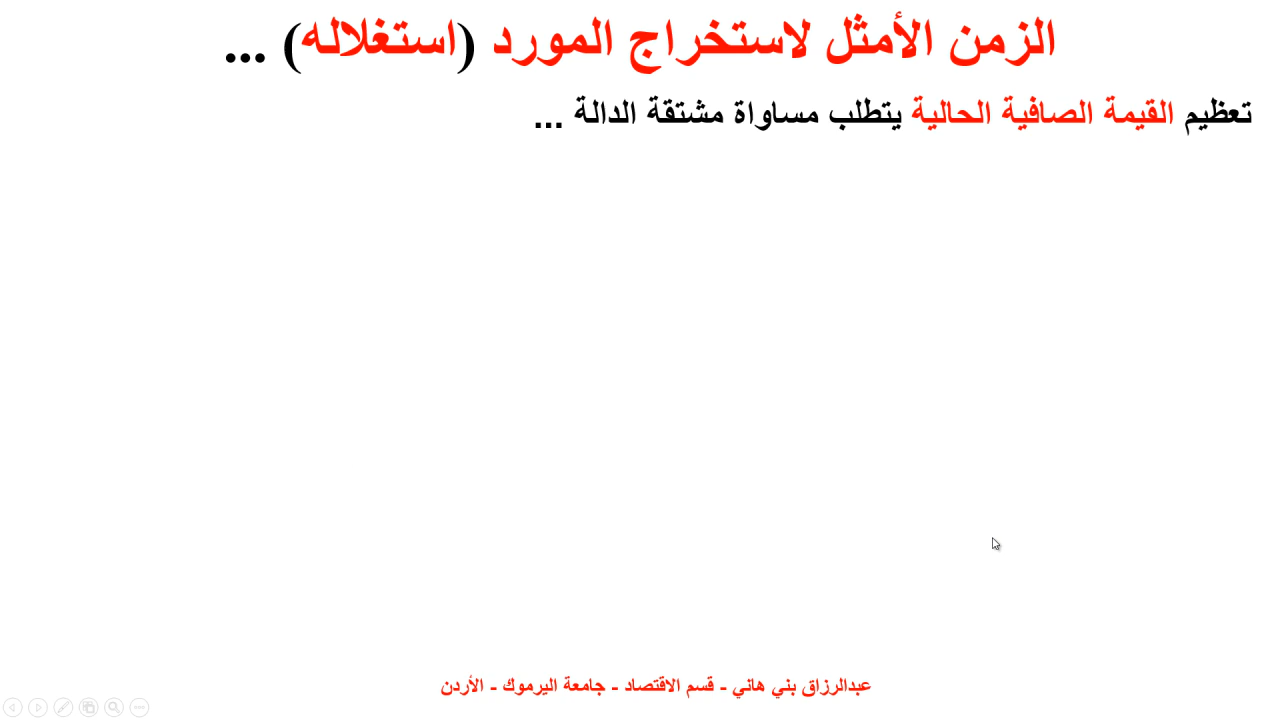 الزمن الأمثل لاستخراج المورد (استغلاله) ...
تعظيم القيمة الصافية الحالية يتطلب مساواة مشتقة الدالة ...
عبدالرزاق بني هاني - قسم الاقتصاد - جامعة اليرموك - الأردن